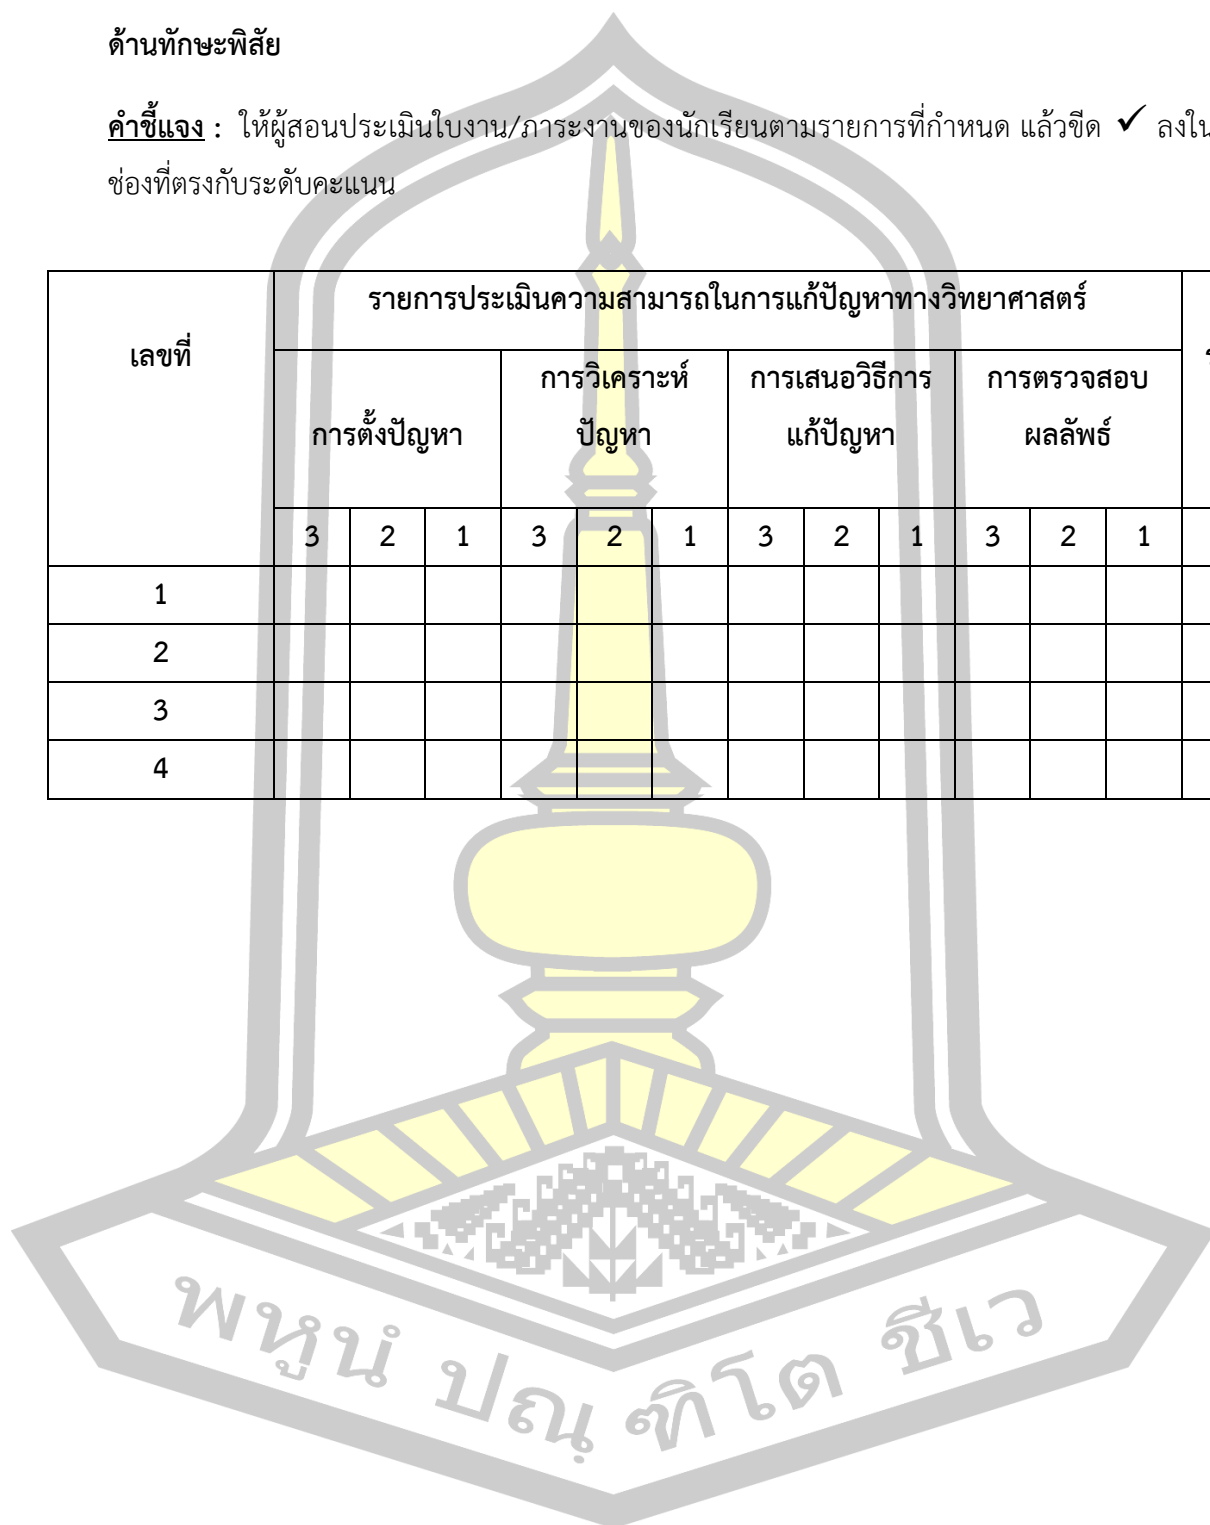 ด้านทักษะพิสัย
คำชี้แจง : ให้ผู้สอนประเมินใบงาน/ภาระงานของนักเรียนตามรายการที่กำหนด แล้วขีด ✓ ลงใน
ช่องที่ตรงกับระดับคะแนน
รายการประเมินความสามารถในการแก้ปัญหาทางวิทยาศาสตร์
เลขที่
การตั้งปัญหา
การวิเคราะห์
ปัญหา
การเสนอวิธีการ
แก้ปัญหา
การตรวจสอบ
ผลลัพธ์
3 2 1 3 2 1 3 2 1 3 2 1
1
2
3
4
พหูนํ ปณฺฑิโต ชีเว